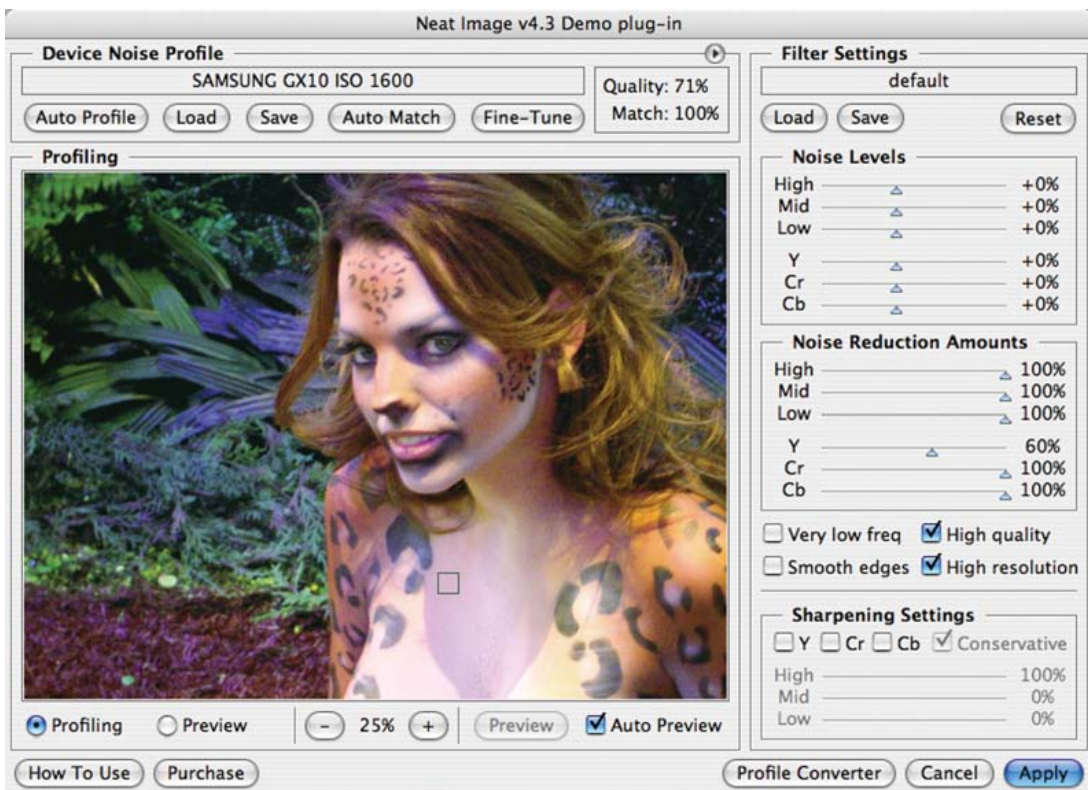 Neat Image v4.3 Demo plug-in
Device Noise Profile
SAMSUNG GX10 ISO 1600
Quality: 71%
Match: 100%
Auto Profile Load Save Auto Match Fine-Tune
Profiling
Profiling Preview - 25% + Preview Auto Preview
How To Use Purchase
Filter Settings
default
Load Save Reset
Noise Levels
High +0%
Mid +0%
Low +0%
Y +0%
Cr +0%
Cb +0%
Noise Reduction Amounts
High 100%
Mid 100%
Low 100%
Y 60%
Cr 100%
Cb 100%
Very low freq High quality
Smooth edges High resolution
Sharpening Settings
Y Cr Cb Conservative
High 100%
Mid 0%
Low 0%
Profile Converter Cancel Apply